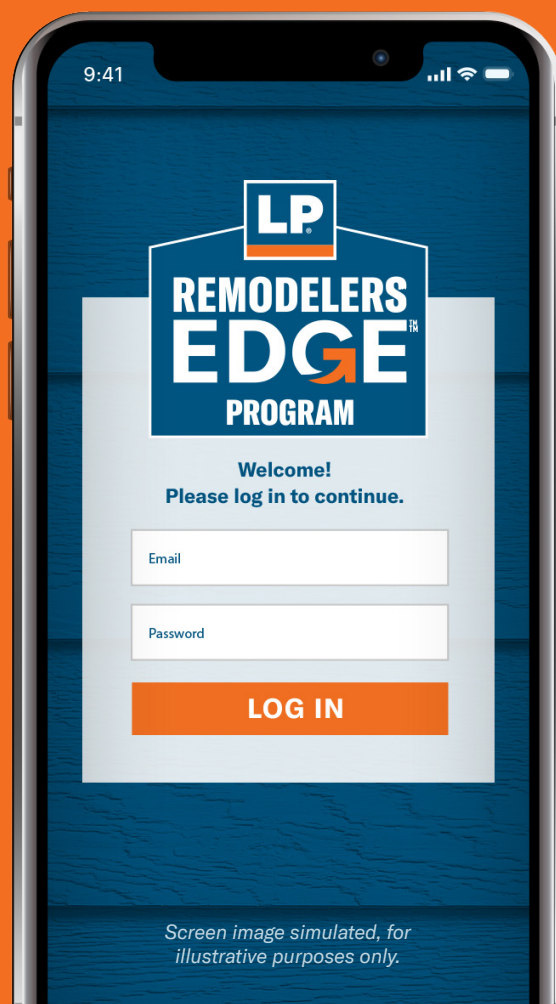 9:41
LP®
REMODELERS
EDGE™
TM
PROGRAM
Welcome!
Please log in to continue.
Email
Password
LOG IN
Screen image simulated, for
illustrative purposes only.